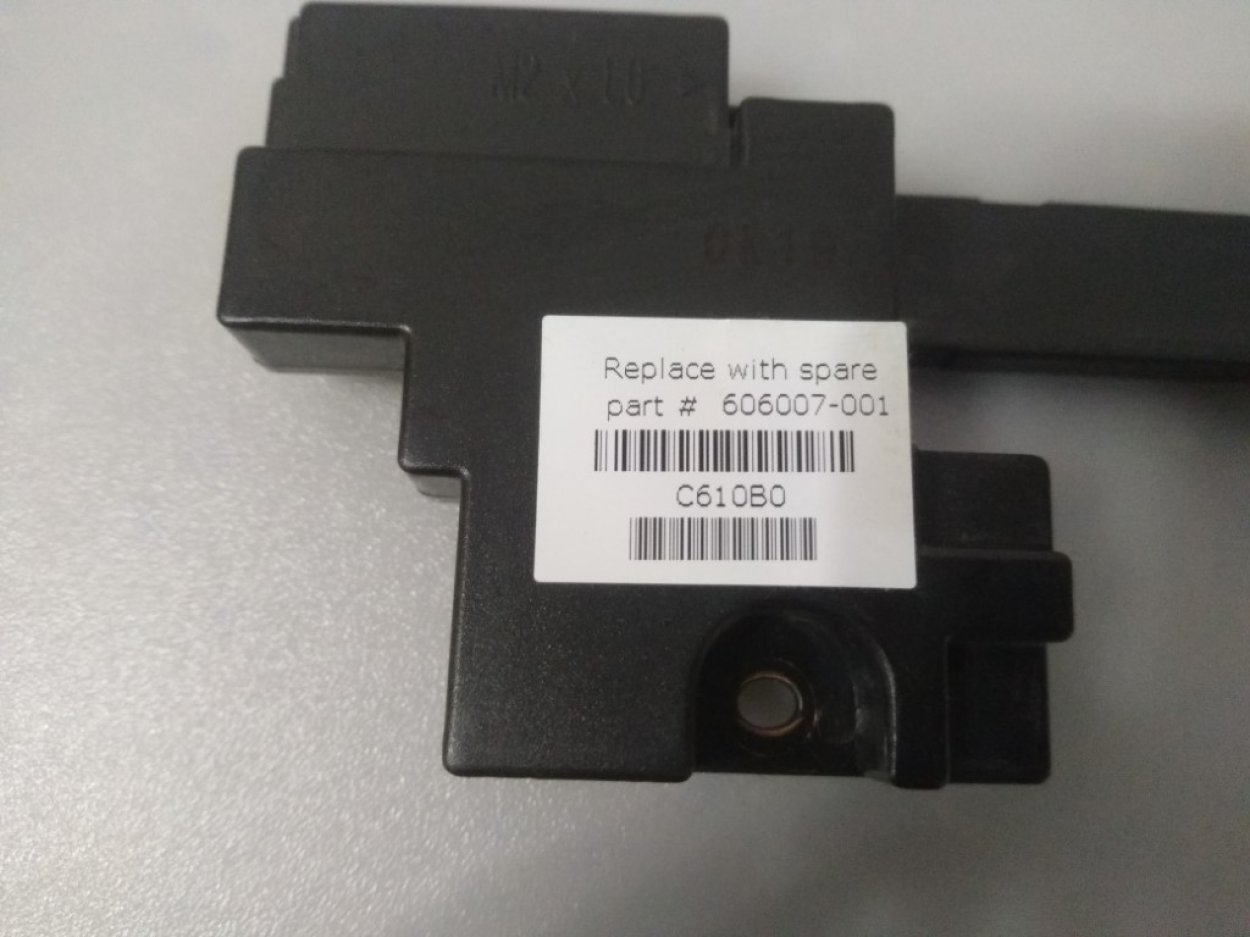 Replace with spare
part # 606007-001
C610B0